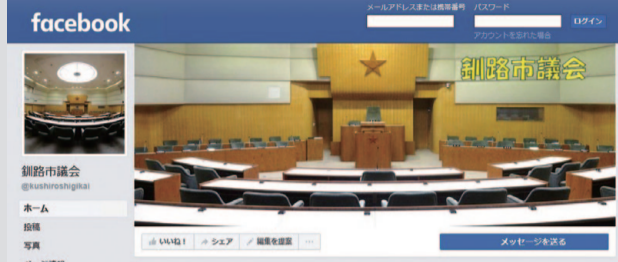 facebook
メールアドレスまたは携帯番号 パスワード
ログイン
アカウントを忘れた場合
釧路市議会
釧路市議会
@kushiroshigikai
ホーム
投稿
写真
いいね! シェア 編集を提案 ...
メッセージを送る